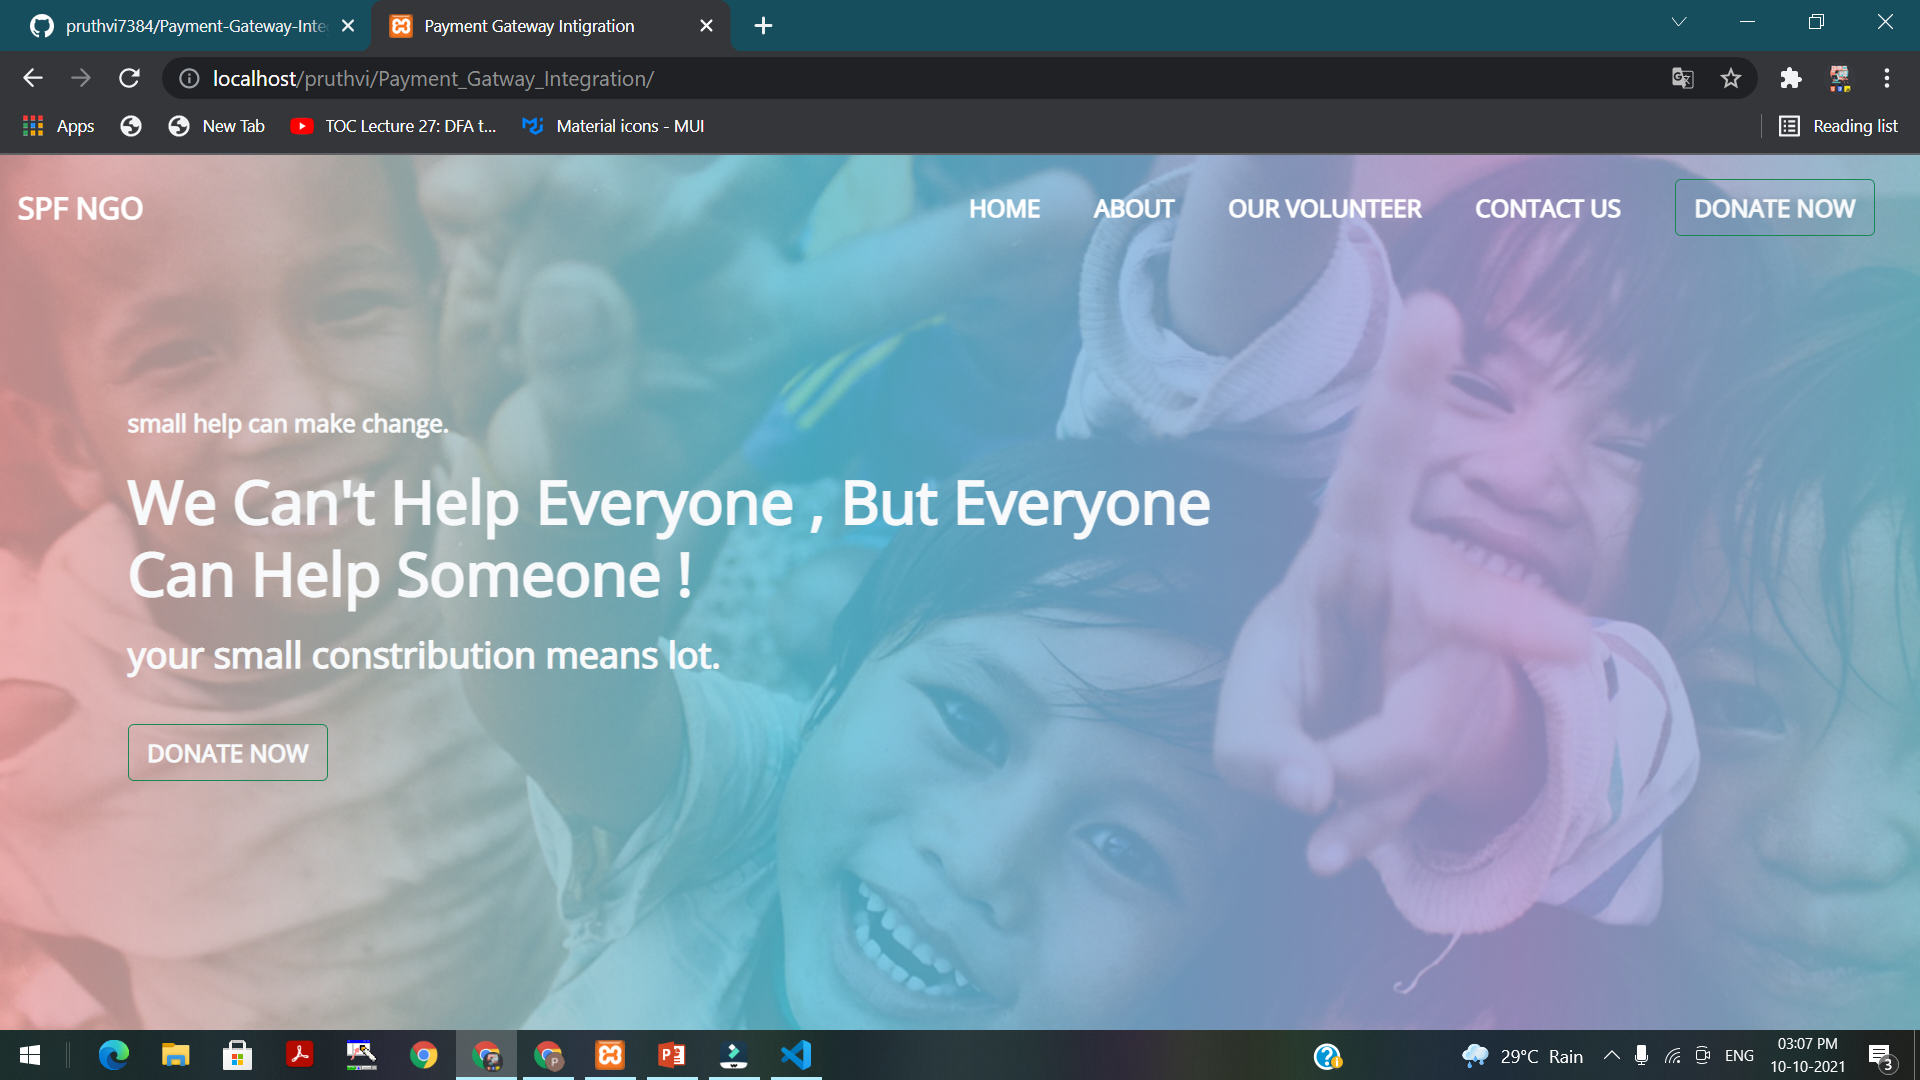 pruthvi7384/Payment-Gateway-Inte
Payment Gateway Intigration
localhost/pruthvi/Payment_Gatway_Integration/
Apps
New Tab
TOC Lecture 27: DFA t...
Material icons - MUI
Reading list
SPF NGO
HOME
ABOUT
OUR VOLUNTEER
CONTACT US
DONATE NOW
small help can make change.
We Can't Help Everyone , But Everyone
Can Help Someone !
your small constribution means lot.
DONATE NOW
29°C Rain
ENG
03:07 PM
10-10-2021
3